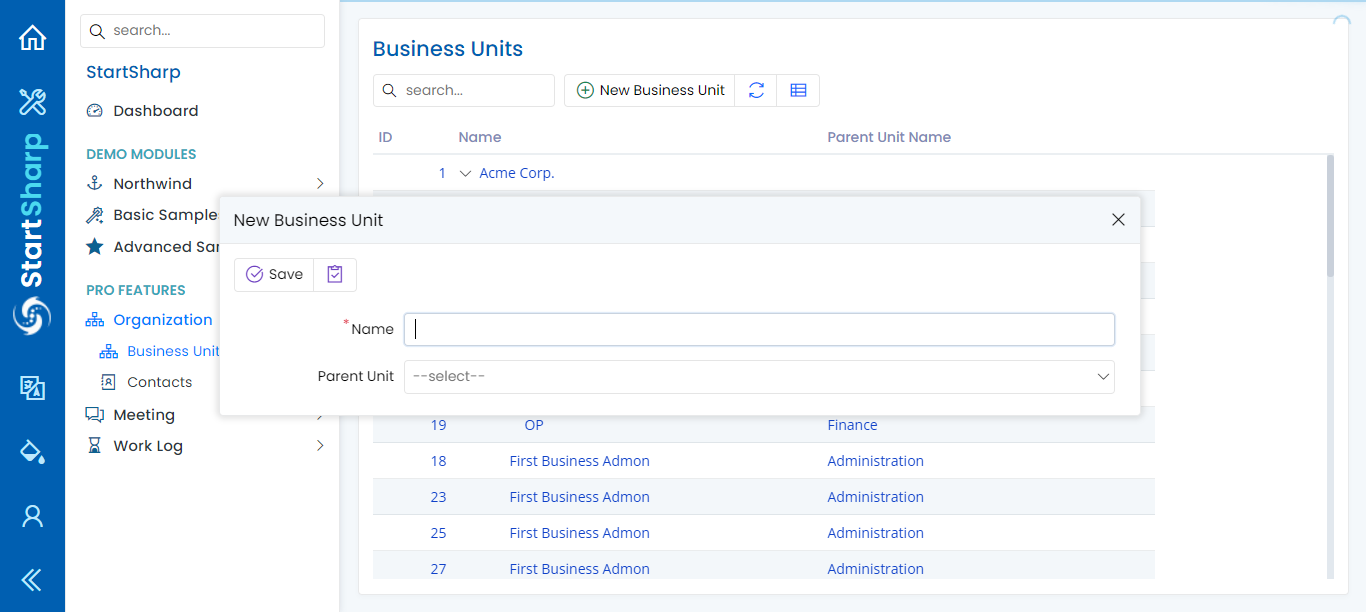 StartSharp
search...
StartSharp
Dashboard
DEMO MODULES
Northwind
Basic Sample
Advanced Sa
PRO FEATURES
Organization
Business Unit
Contacts
Meeting
Work Log
Business Units
search...
New Business Unit
ID Name Parent Unit Name
1 Acme Corp.
New Business Unit
Save
*Name
Parent Unit --select--
19 OP Finance
18 First Business Admon Administration
23 First Business Admon Administration
25 First Business Admon Administration
27 First Business Admon Administration